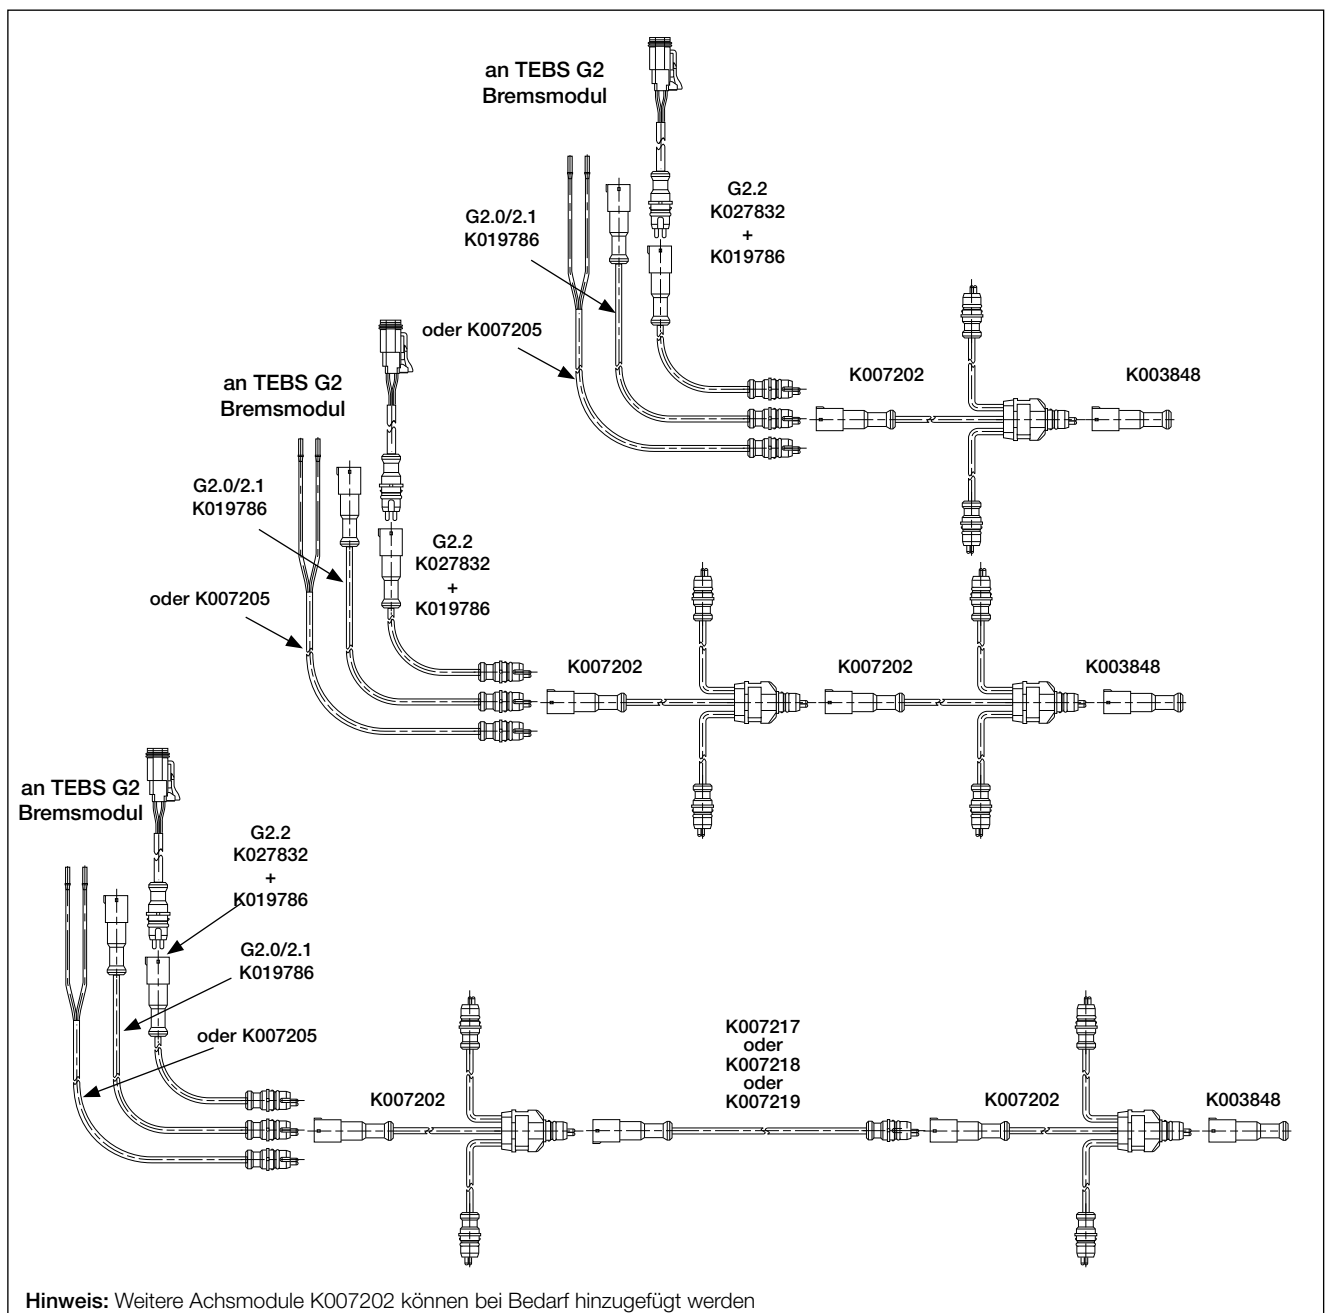 an TEBS G2
Bremsmodul
G2.2
K027832
+
K019786
G2.0/2.1
K019786
oder K007205
K007202
K003848
an TEBS G2
Bremsmodul
G2.0/2.1
K019786
G2.2
K027832
+
K019786
oder K007205
K007202
K007202
K003848
an TEBS G2
Bremsmodul
G2.2
K027832
+
K019786
G2.0/2.1
K019786
oder K007205
K007202
K007217
oder
K007218
oder
K007219
K007202
K003848
Hinweis: Weitere Achsmodule K007202 können bei Bedarf hinzugefügt werden